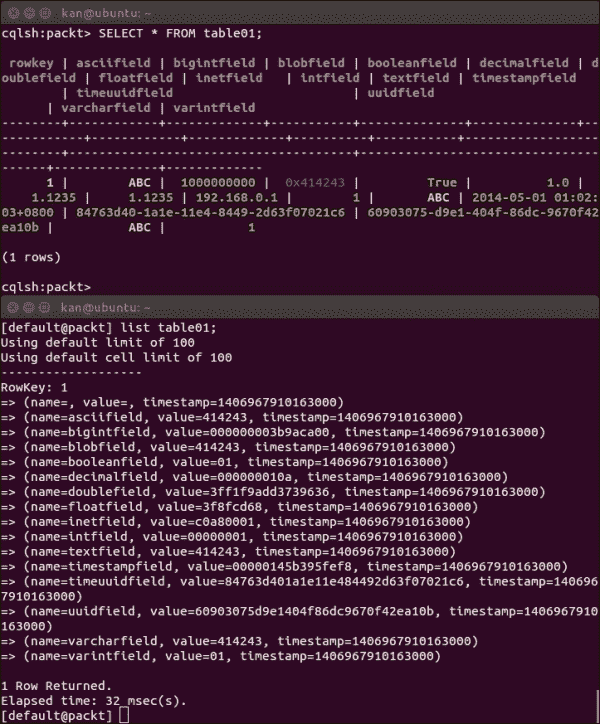 kan@ubuntu: ~
cqlsh:packt> SELECT * FROM table01;
rowkey | asciifield | bigintfield | blobfield | booleanfield | decimalfield | d
oublefield | floatfield | inetfield | intfield | textfield | timestampfield
| timeuuidfield | uuidfield
| varcharfield | varintfield
--------+------------+-------------+-----------+--------------+--------------+--
-----------+------------+-------------+----------+-----------+------------------
--------+--------------------------------------+--------------------------------
------+--------------+-------------
1 | ABC | 1000000000 | 0x414243 | True | 1.0 |
1.1235 | 1.1235 | 192.168.0.1 | 1 | ABC | 2014-05-01 01:02:
03+0800 | 84763d40-1a1e-11e4-8449-2d63f07021c6 | 60903075-d9e1-404f-86dc-9670f42
ea10b | ABC | 1
(1 rows)
cqlsh:packt>
kan@ubuntu: ~
[default@packt] list table01;
Using default limit of 100
Using default cell limit of 100
-------------------
RowKey: 1
=> (name=, value=, timestamp=1406967910163000)
=> (name=asciifield, value=414243, timestamp=1406967910163000)
=> (name=bigintfield, value=000000003b9aca00, timestamp=1406967910163000)
=> (name=blobfield, value=414243, timestamp=1406967910163000)
=> (name=booleanfield, value=01, timestamp=1406967910163000)
=> (name=decimalfield, value=000000010a, timestamp=1406967910163000)
=> (name=doublefield, value=3ff1f9add3739636, timestamp=1406967910163000)
=> (name=floatfield, value=3f8fcd68, timestamp=1406967910163000)
=> (name=inetfield, value=c0a80001, timestamp=1406967910163000)
=> (name=intfield, value=00000001, timestamp=1406967910163000)
=> (name=textfield, value=414243, timestamp=1406967910163000)
=> (name=timestampfield, value=00000145b395fef8, timestamp=1406967910163000)
=> (name=timeuuidfield, value=84763d401a1e11e484492d63f07021c6, timestamp=140696
7910163000)
=> (name=uuidfield, value=60903075d9e1404f86dc9670f42ea10b, timestamp=1406967910
163000)
=> (name=varcharfield, value=414243, timestamp=1406967910163000)
=> (name=varintfield, value=01, timestamp=1406967910163000)
1 Row Returned.
Elapsed time: 32 msec(s).
[default@packt]